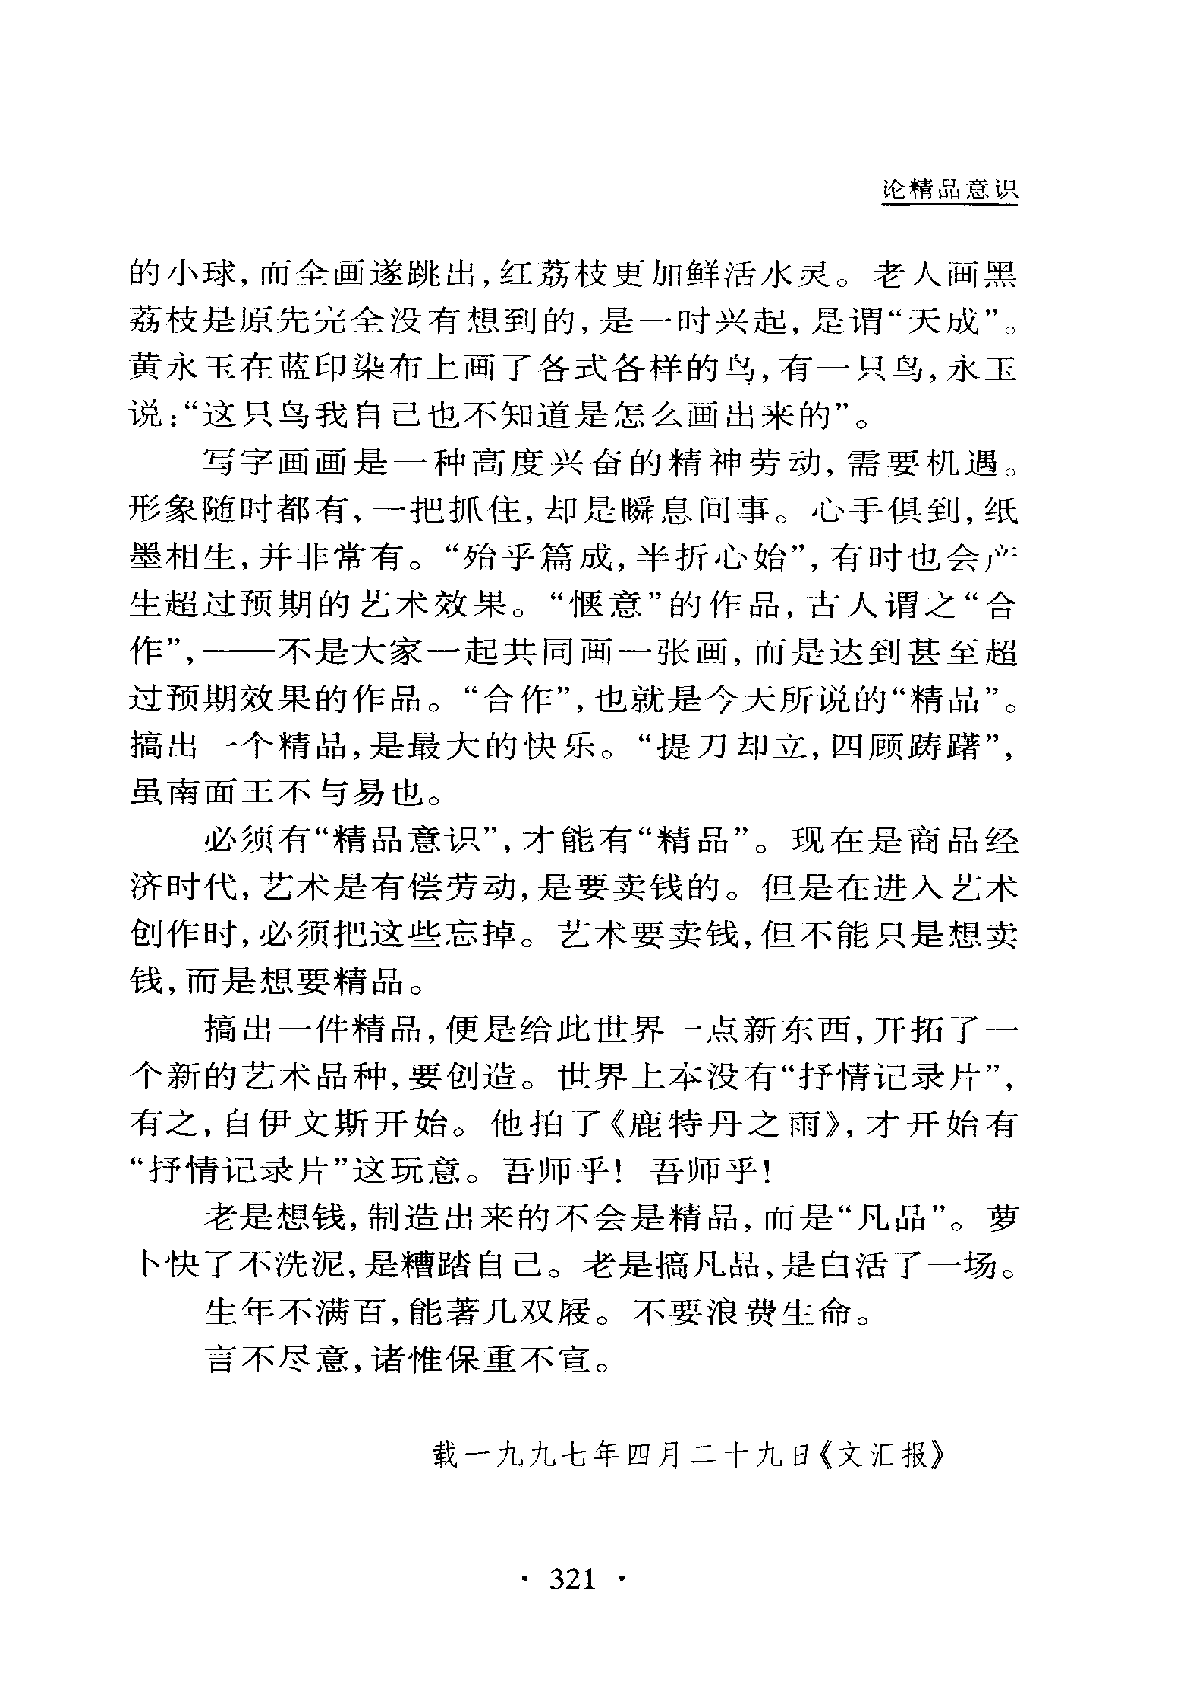 论精品意识
的小球,而全画遂跳出,红荔枝更加鲜活水灵。老人画黑
荔枝是原先完全没有想到的,是一时兴起,是谓“天成”。
黄永玉在蓝印染布上画了各式各样的鸟,有一只鸟,永玉
说:“这只鸟我自己也不知道是怎么画出来的”。
写字画画是一种高度兴奋的精神劳动,需要机遇。
形象随时都有、一把抓住,却是瞬息间事。心手俱到,纸
墨相生,并非常有。“殆乎篇成,半折心始”,有时也会产
生超过预期的艺术效果。“惬意”的作品,古人谓之“合
作”,——不是大家一起共同画一张画,而是达到甚至超
过预期效果的作品。“合作”,也就是今天所说的“精品”。
搞出一个精品,是最大的快乐。“提刀却立,四顾踌躇”,
虽南面王不与易也。
必须有“精品意识”,才能有“精品”。现在是商品经
济时代,艺术是有偿劳动,是要卖钱的。但是在进入艺术
创作时,必须把这些忘掉。艺术要卖钱,但不能只是想卖
钱,而是想要精品。
搞出一件精品,便是给此世界一点新东西,开拓了一
个新的艺术品种,要创造。世界上本没有“抒情记录片”,
有之,自伊文斯开始。他拍了《鹿特丹之雨》,才开始有
“抒情记录片”这玩意。吾师乎!吾师乎!
老是想钱,制造出来的不会是精品,而是“凡品”。萝
卜快了不洗泥,是糟踏自己。老是搞凡品,是白活了一场。
生年不满百,能著几双屐。不要浪费生命。
言不尽意,诸惟保重不宣。
载一九九七年四月二十九日《文汇报》
· 321 ·